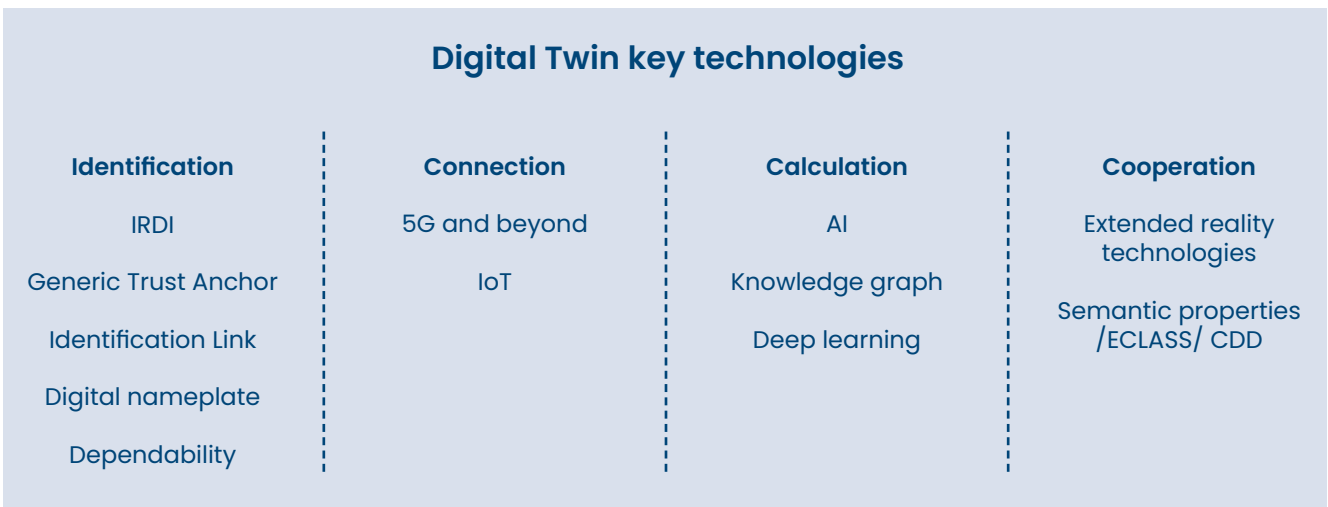 Digital Twin key technologies
Identification
IRDI
Generic Trust Anchor
Identification Link
Digital nameplate
Dependability
Connection
5G and beyond
IoT
Calculation
AI
Knowledge graph
Deep learning
Cooperation
Extended reality
technologies
Semantic properties
/ECLASS/ CDD